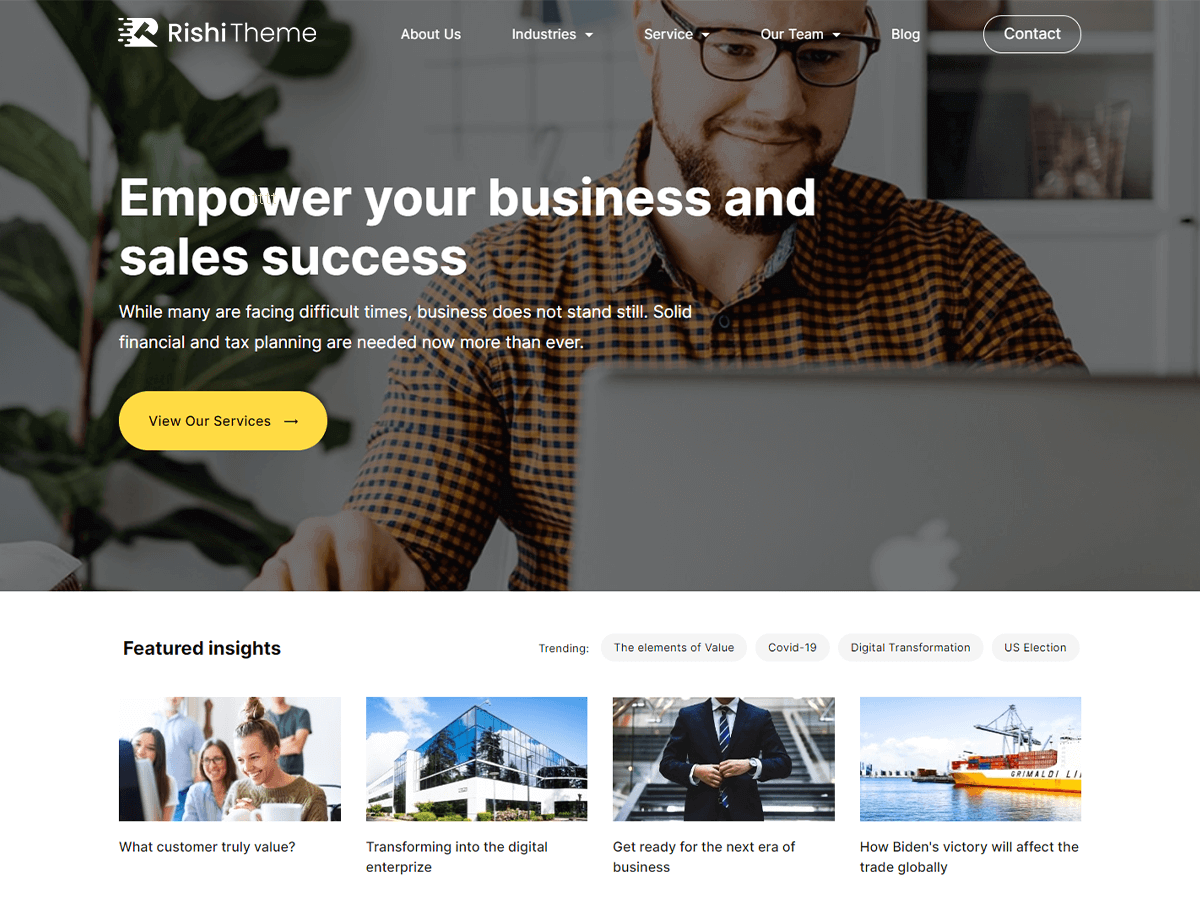 Rishi Theme
About Us
Industries
Service
Our Team
Blog
Contact
Empower your business and
sales success
While many are facing difficult times, business does not stand still. Solid
financial and tax planning are needed now more than ever.
View Our Services →
Featured insights
Trending:
The elements of Value
Covid-19
Digital Transformation
US Election
GRIMALDI LI
What customer truly value?
Transforming into the digital
enterprize
Get ready for the next era of
business
How Biden's victory will affect the
trade globally